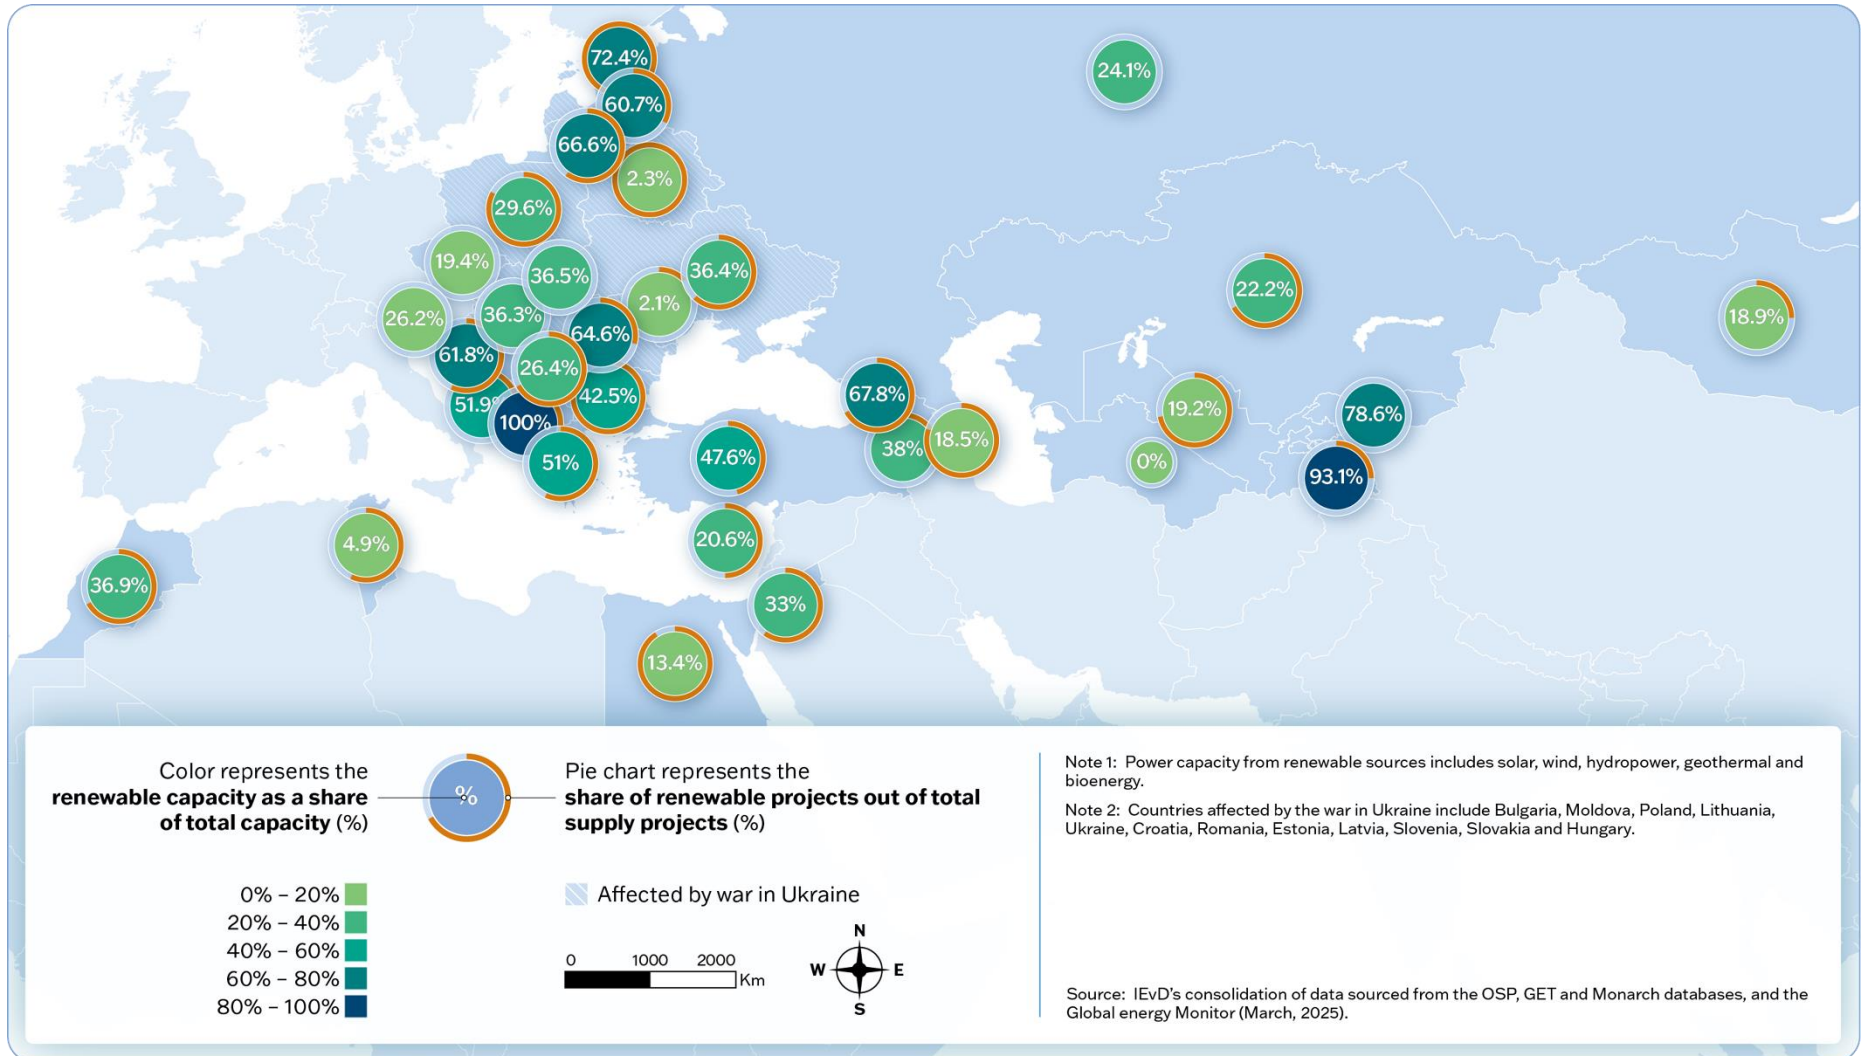 72.4%
24.1%
60.7%
66.6%
2.3%
29.6%
19.4%
36.5%
36.4%
22.2%
26.2%
36.3%
2.1%
18.9%
64.6%
61.8%
26.4%
67.8%
51.9%
42.5%
19.2%
78.6%
100%
38%
18.5%
51%
47.6%
0%
93.1%
4.9%
20.6%
36.9%
33%
13.4%
Color represents the
renewable capacity as a share
of total capacity (%)
%
Pie chart represents the
share of renewable projects out of total
supply projects (%)
0% – 20%
20% – 40%
40% – 60%
60% – 80%
80% – 100%
Affected by war in Ukraine
0 1000 2000
Km
N
W E
S
Note 1: Power capacity from renewable sources includes solar, wind, hydropower, geothermal and
bioenergy.
Note 2: Countries affected by the war in Ukraine include Bulgaria, Moldova, Poland, Lithuania,
Ukraine, Croatia, Romania, Estonia, Latvia, Slovenia, Slovakia and Hungary.
Source: IEvD's consolidation of data sourced from the OSP, GET and Monarch databases, and the
Global energy Monitor (March, 2025).